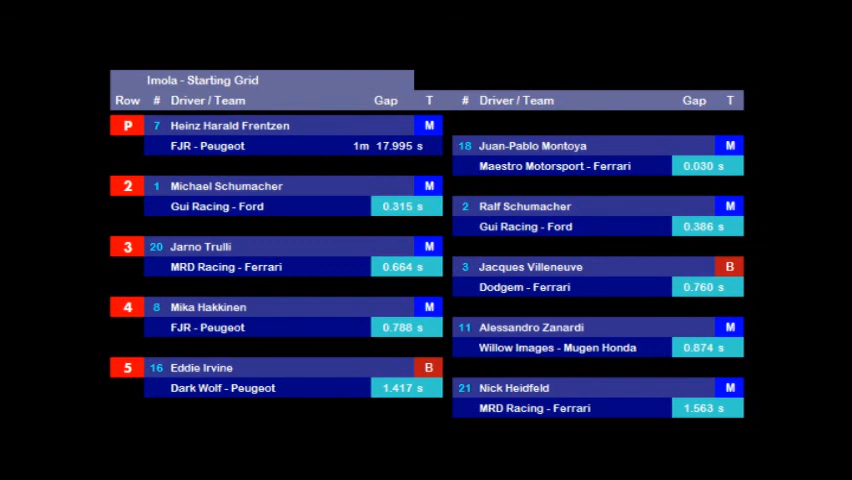 Imola - Starting Grid
Row # Driver / Team Gap T # Driver / Team Gap T
P 7 Heinz Harald Frentzen M
FJR - Peugeot 1m 17.995 s
18 Juan-Pablo Montoya M
Maestro Motorsport - Ferrari 0.030 s
2 1 Michael Schumacher M
Gui Racing - Ford 0.315 s
2 Ralf Schumacher M
Gui Racing - Ford 0.386 s
3 20 Jarno Trulli M
MRD Racing - Ferrari 0.664 s
3 Jacques Villeneuve B
Dodgem - Ferrari 0.760 s
4 8 Mika Hakkinen M
FJR - Peugeot 0.788 s
11 Alessandro Zanardi M
Willow Images - Mugen Honda 0.874 s
5 16 Eddie Irvine B
Dark Wolf - Peugeot 1.417 s
21 Nick Heidfeld M
MRD Racing - Ferrari 1.563 s